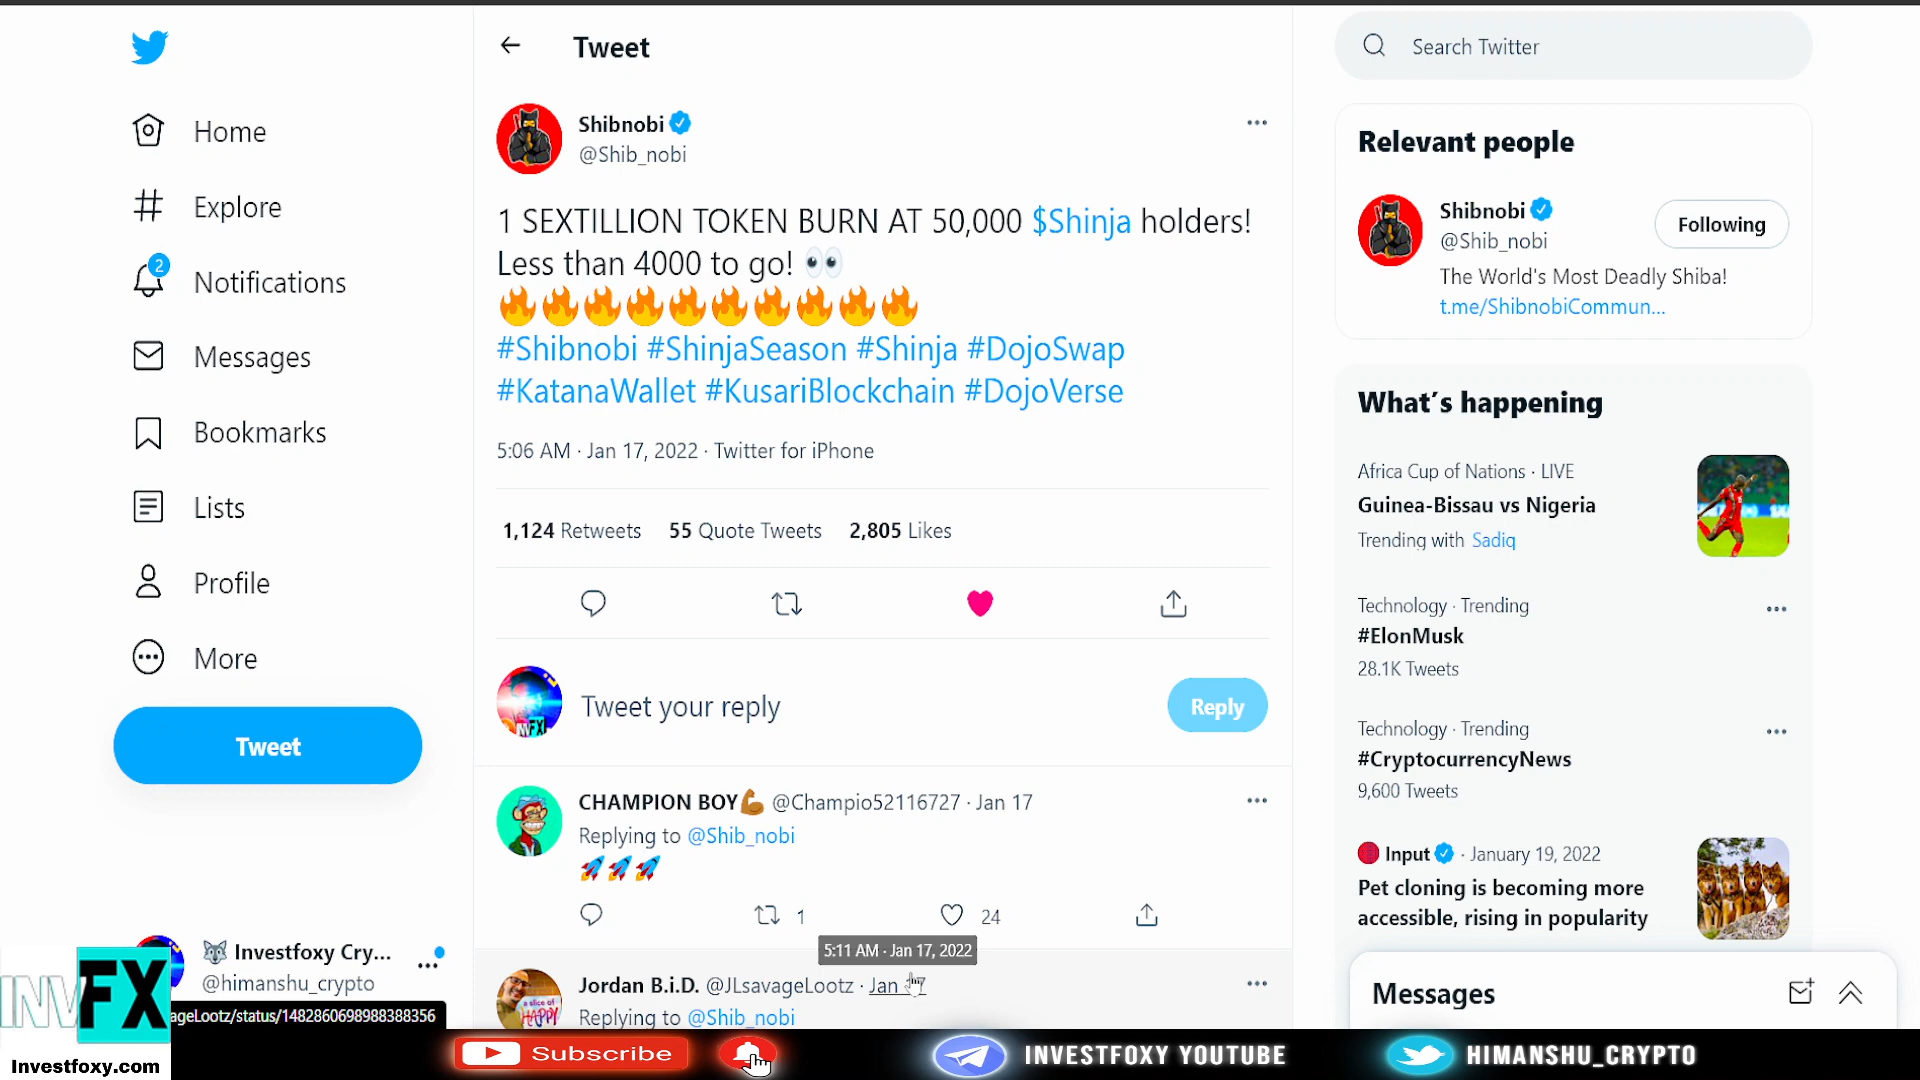 Tweet
Search Twitter
Home
Explore
2
Notifications
Messages
Bookmarks
Lists
Profile
More
Tweet
Investfoxy Cry...
@himanshu_crypto
Shibnobi
@Shib_nobi
1 SEXTILLION TOKEN BURN AT 50,000 $Shinja holders!
Less than 4000 to go!
#Shibnobi #ShinjaSeason #Shinja #DojoSwap
#KatanaWallet #KusariBlockchain #DojoVerse
5:06 AM · Jan 17, 2022 · Twitter for iPhone
1,124 Retweets 55 Quote Tweets 2,805 Likes
Tweet your reply
Reply
CHAMPION BOY @Champio52116727 · Jan 17
Replying to @Shib_nobi
1 24
5:11 AM · Jan 17, 2022
Jordan B.i.D. @JLsavageLootz · Jan
Replying to @Shib_nobi
Relevant people
Shibnobi
@Shib_nobi
Following
The World's Most Deadly Shiba!
t.me/ShibnobiCommun...
What's happening
Africa Cup of Nations · LIVE
Guinea-Bissau vs Nigeria
Trending with Sadiq
Technology · Trending
#ElonMusk
28.1K Tweets
Technology · Trending
#CryptocurrencyNews
9,600 Tweets
Input · January 19, 2022
Pet cloning is becoming more
accessible, rising in popularity
Messages
INVFX
ageLootz/status/1482860698988388356
Investfoxy.com
Subscribe
INVESTFOXY YOUTUBE
HIMANSHU_CRYPTO